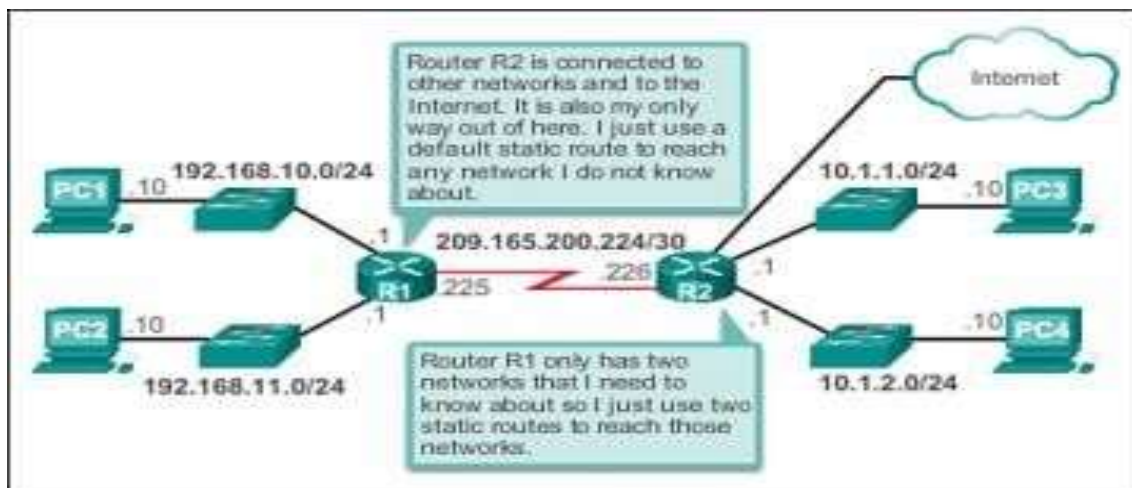 Router R2 is connected to
other networks and to the
Internet. It is also my only
way out of here. I just use a
default static route to reach
any network I do not know
about.
Internet
192.168.10.0/24
10.1.1.0/24
PC1
.10
.10
PC3
.1
209.165.200.224/30
.226
.1
R1
.225
R2
PC2
.10
.1
.1
.10
PC4
192.168.11.0/24
10.1.2.0/24
Router R1 only has two
networks that I need to
know about so I just use two
static routes to reach those
networks.